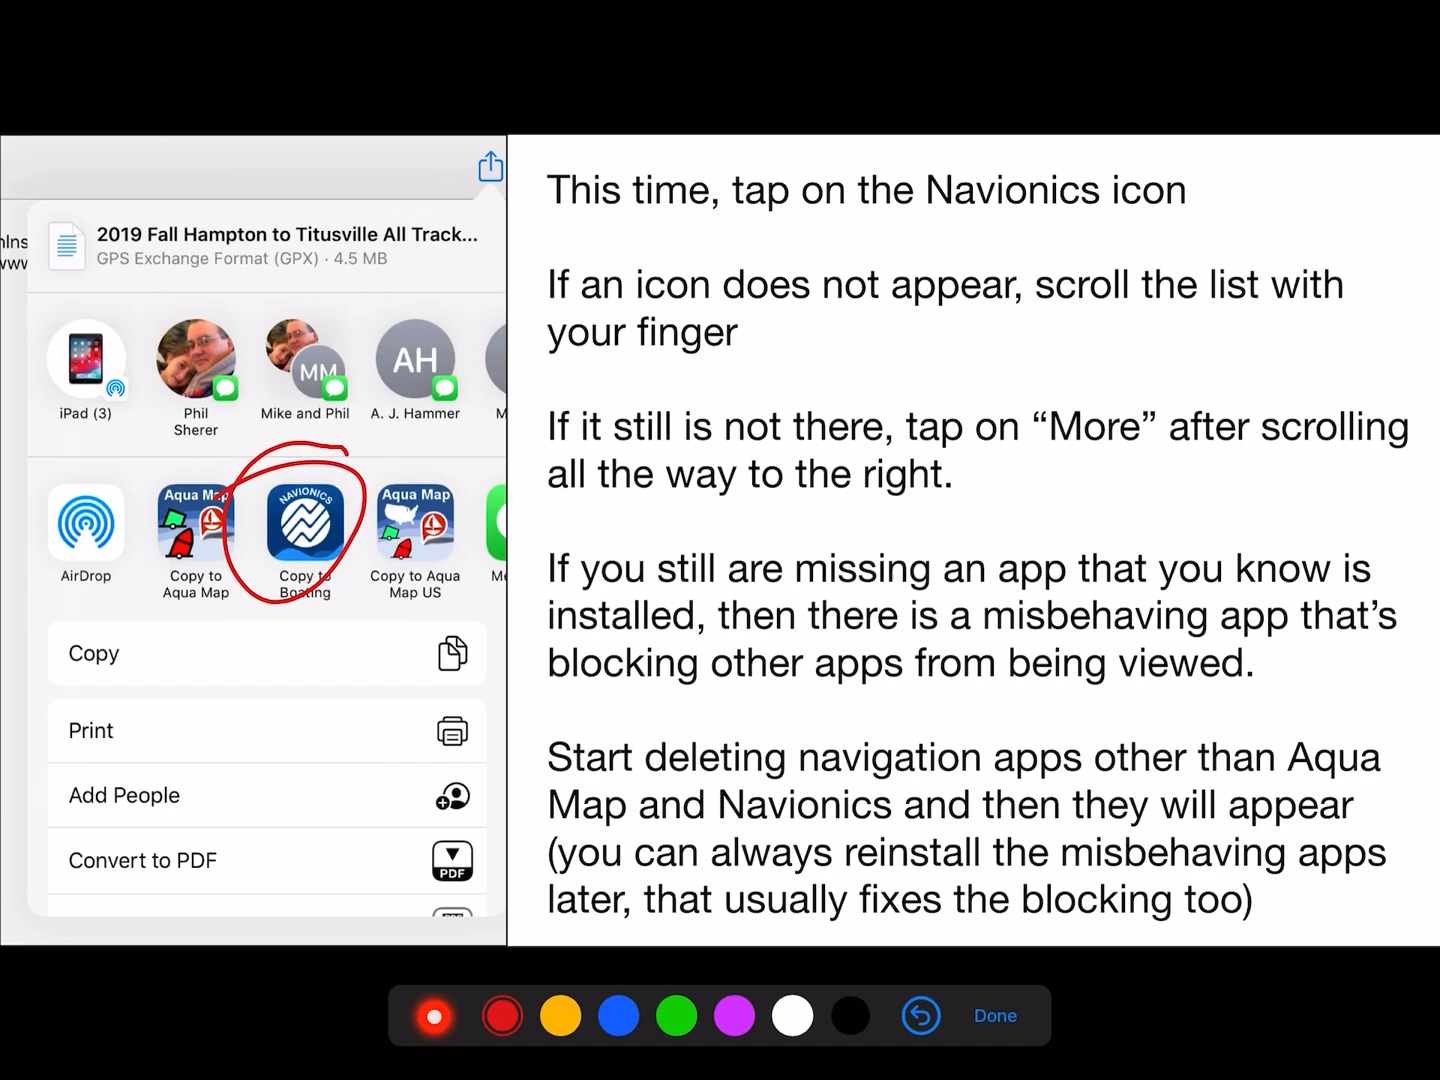 2019 Fall Hampton to Titusville All Track...
GPS Exchange Format (GPX) · 4.5 MB
nIns
www
MM
AH
iPad (3)
Phil
Sherer
Mike and Phil
A. J. Hammer
M
Aqua Map
NAVIONICS
Aqua Map
AirDrop
Copy to
Aqua Map
Copy to
Boating
Copy to Aqua
Map US
Me
Copy
Print
Add People
Convert to PDF
PDF
This time, tap on the Navionics icon
If an icon does not appear, scroll the list with
your finger
If it still is not there, tap on “More” after scrolling
all the way to the right.
If you still are missing an app that you know is
installed, then there is a misbehaving app that’s
blocking other apps from being viewed.
Start deleting navigation apps other than Aqua
Map and Navionics and then they will appear
(you can always reinstall the misbehaving apps
later, that usually fixes the blocking too)
Done